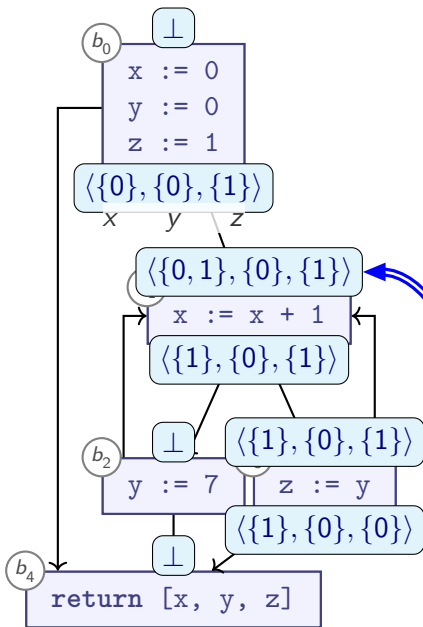 b0
⊥
x := 0
y := 0
z := 1
⟨{0}, {0}, {1}⟩
x y z
⟨{0, 1}, {0}, {1}⟩
x := x + 1
⟨{1}, {0}, {1}⟩
b2
⊥
⟨{1}, {0}, {1}⟩
y := 7
z := y
⟨{1}, {0}, {0}⟩
b4
⊥
return [x, y, z]